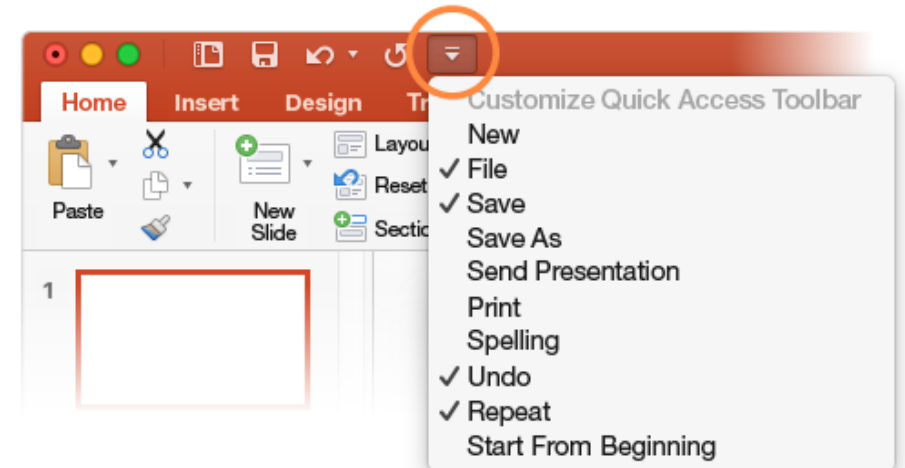 Home Insert Design Tr
Customize Quick Access Toolbar
New
File
Save
Save As
Send Presentation
Print
Spelling
Undo
Repeat
Start From Beginning
Paste
New
Slide
Layou
Reset
Sectio
1